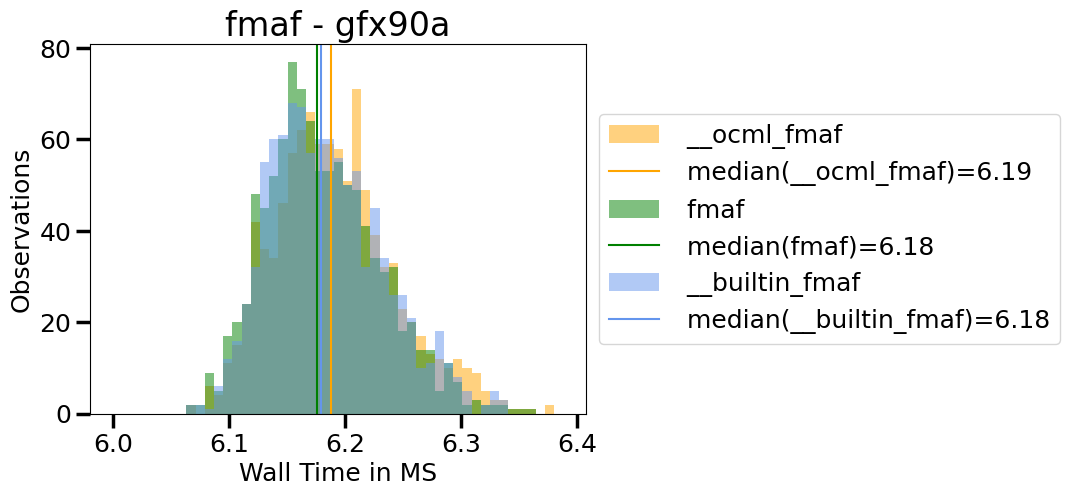 fmaf - gfx90a
80
60
40
20
0
Observations
6.0 6.1 6.2 6.3 6.4
Wall Time in MS
__ocml_fmaf
median(__ocml_fmaf)=6.19
fmaf
median(fmaf)=6.18
__builtin_fmaf
median(__builtin_fmaf)=6.18